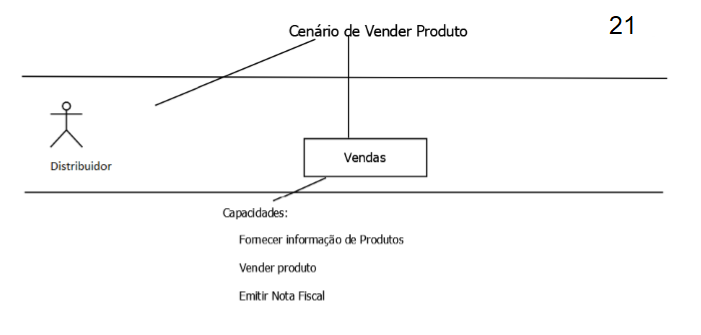 Cenário de Vender Produto
21
Distribuidor
Vendas
Capacidades:
Fornecer informação de Produtos
Vender produto
Emitir Nota Fiscal